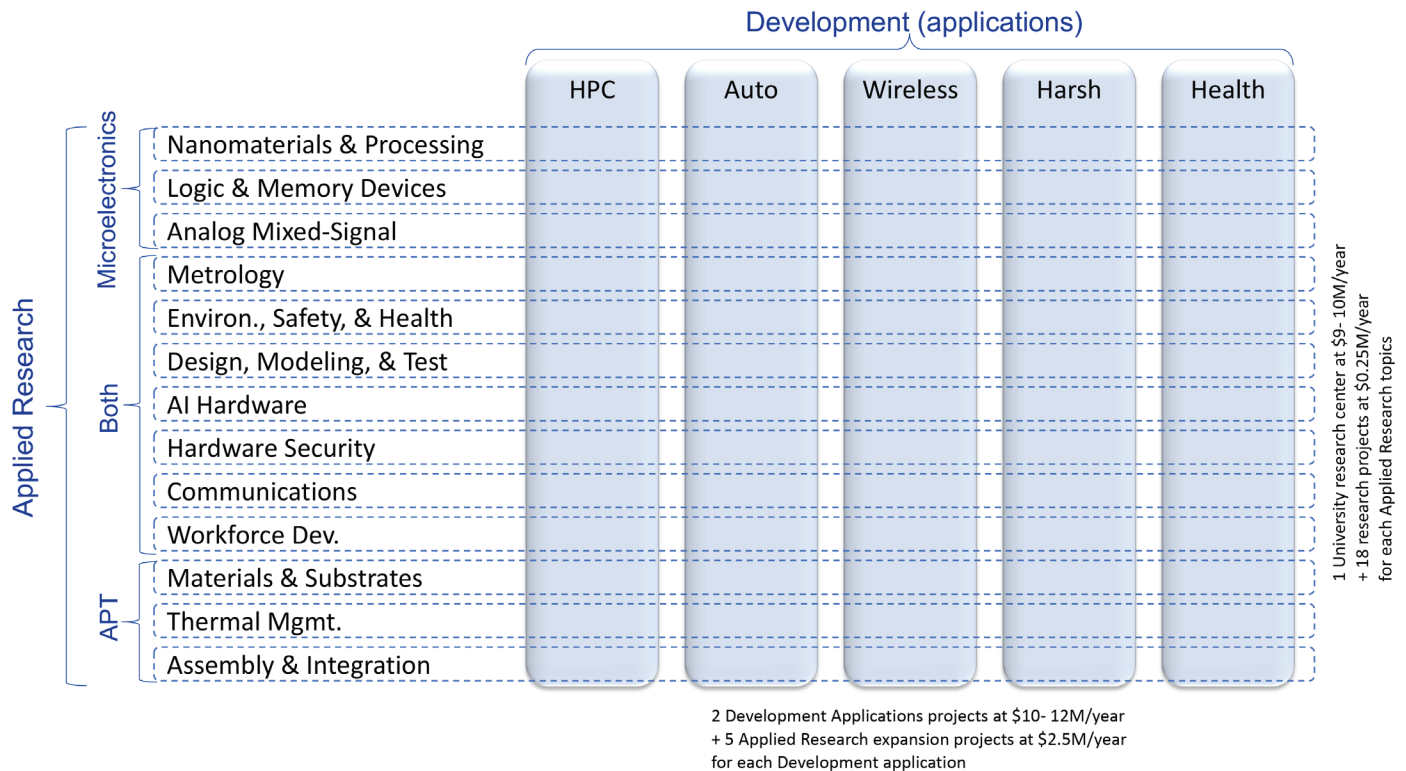 Development (applications)
HPC
Auto
Wireless
Harsh
Health
Applied Research
Microelectronics
Nanomaterials & Processing
Logic & Memory Devices
Analog Mixed-Signal
Both
Metrology
Environ., Safety, & Health
Design, Modeling, & Test
AI Hardware
Hardware Security
Communications
Workforce Dev.
APT
Materials & Substrates
Thermal Mgmt.
Assembly & Integration
1 University research center at $9- 10M/year
+ 18 research projects at $0.25M/year
for each Applied Research topics
2 Development Applications projects at $10- 12M/year
+ 5 Applied Research expansion projects at $2.5M/year
for each Development application